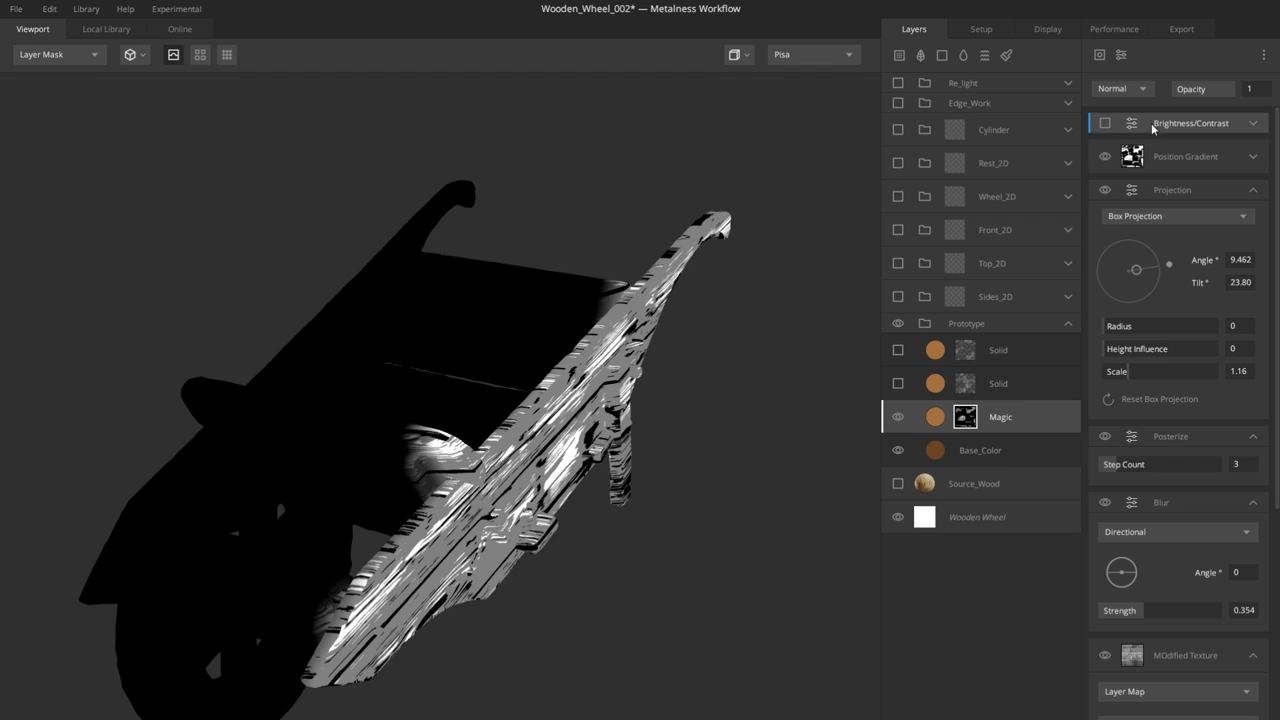 File Edit Library Help Experimental
Wooden_Wheel_002* — Metalness Workflow
Viewport Local Library Online
Layers Setup Display Performance Export
Layer Mask
Pisa
Normal Opacity 1
Re_light
Edge_Work
Cylinder
Rest_2D
Wheel_2D
Front_2D
Top_2D
Sides_2D
Prototype
Solid
Solid
Magic
Base_Color
Source_Wood
Wooden Wheel
Brightness/Contrast
Position Gradient
Projection
Box Projection
Angle ° 9.462
Tilt ° 23.80
Radius 0
Height Influence 0
Scale 1.16
Reset Box Projection
Posterize
Step Count 3
Blur
Directional
Angle ° 0
Strength 0.354
MOdified Texture
Layer Map